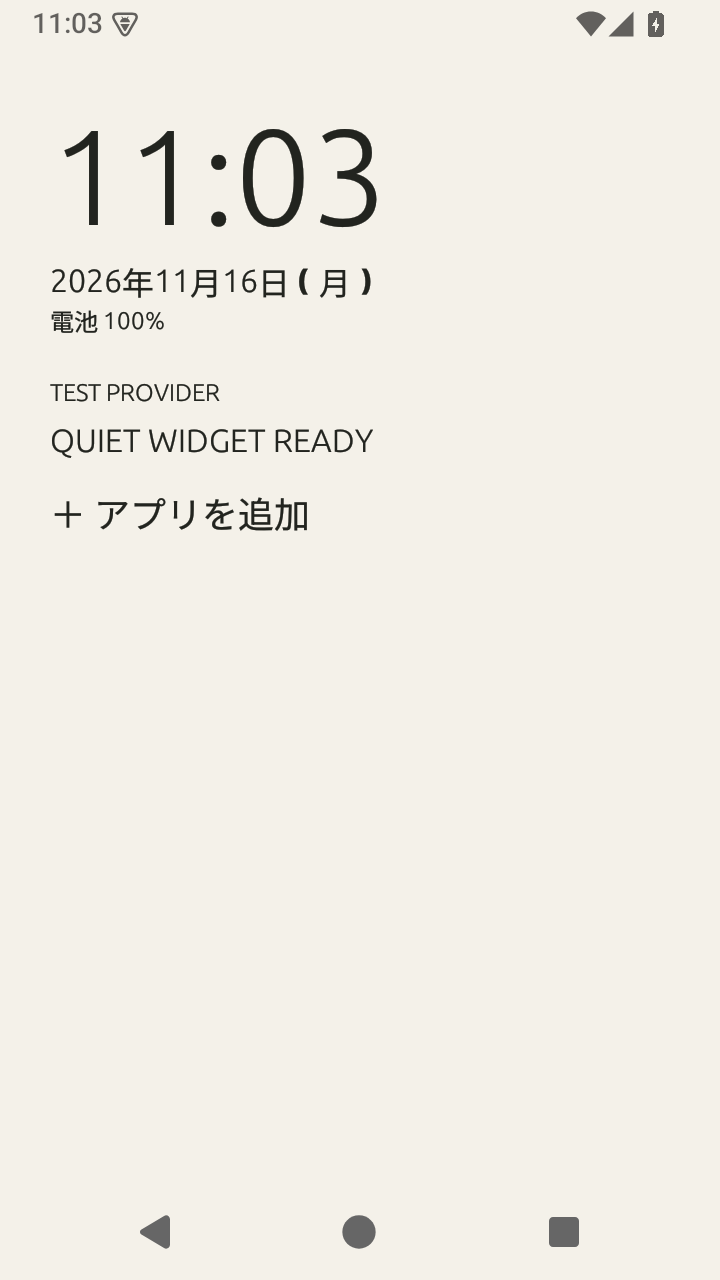 11:03
11:03
2026年11月16日(月)
電池 100%
TEST PROVIDER
QUIET WIDGET READY
＋ アプリを追加